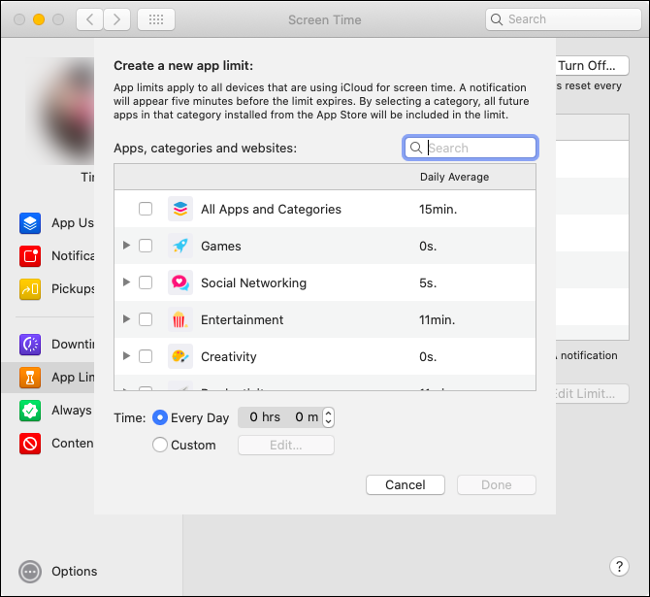 Screen Time
Search
Create a new app limit:
App limits apply to all devices that are using iCloud for screen time. A notification
will appear five minutes before the limit expires. By selecting a category, all future
apps in that category installed from the App Store will be included in the limit.
Apps, categories and websites:
Search
Daily Average
All Apps and Categories
15min.
Games
0s.
Social Networking
5s.
Entertainment
11min.
Creativity
0s.
Time:
Every Day
0 hrs 0 m
Custom
Edit...
Cancel
Done
Turn Off...
s reset every
notification
dit Limit...
Tin
App Us
Notifica
Pickups
Downti
App Lim
Always
Conten
Options
?